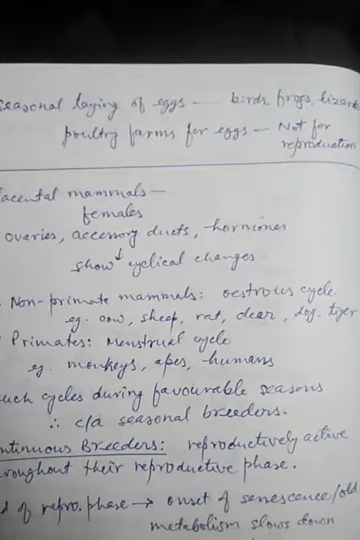 seasonal laying of eggs — birds, frogs, lizard
poultry farms for eggs — Not for
reproduction
acental mammals —
females
ovaries, accessory ducts, hormones
show ↓ cyclical changes
Non-primate mammals: oestrous cycle
eg. cow, sheep, rat, dear, dog, tiger
Primates: Menstrual cycle
eg. monkeys, apes, humans
uch cycles during favourable seasons
∴ c/a seasonal breeders.
ntinuous Breeders: reproductively active
hroughout their reproductive phase.
d of repro. phase → onset of senescence/old
metabolism slows down